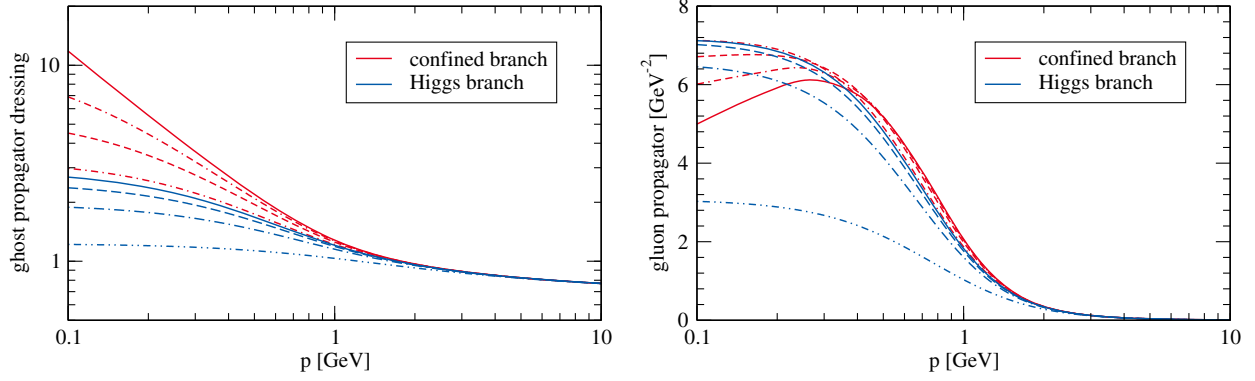 ghost propagator dressing
10
1
0.1
1
10
p [GeV]
confined branch
Higgs branch
gluon propagator [GeV⁻²]
8
6
4
2
0
0.1
1
10
p [GeV]
confined branch
Higgs branch